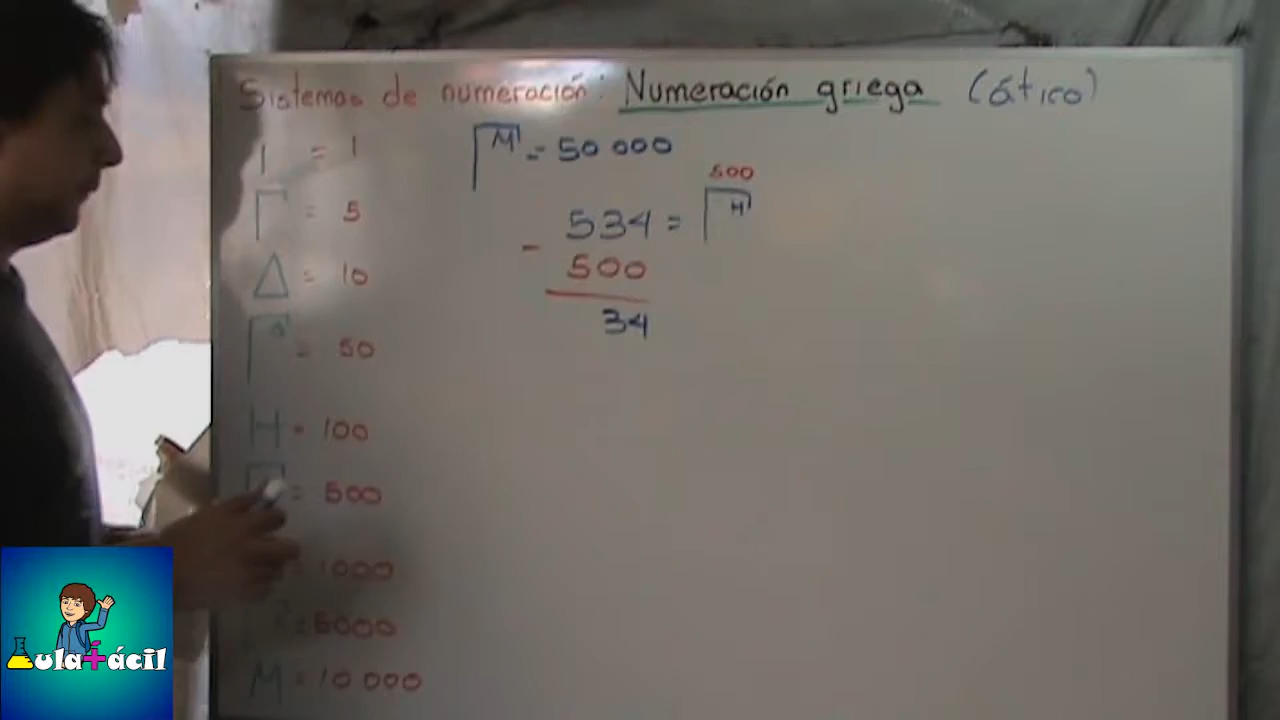 Sistemas de numeración: Numeración griega (ático)
I = 1
Γ = 5
Δ = 10
Γ Δ = 50
H = 100
= 500
= 1000
= 5000
M = 10 000
Γ M = 50 000
500
534 = Γ H
- 500
34
Aula+ácil